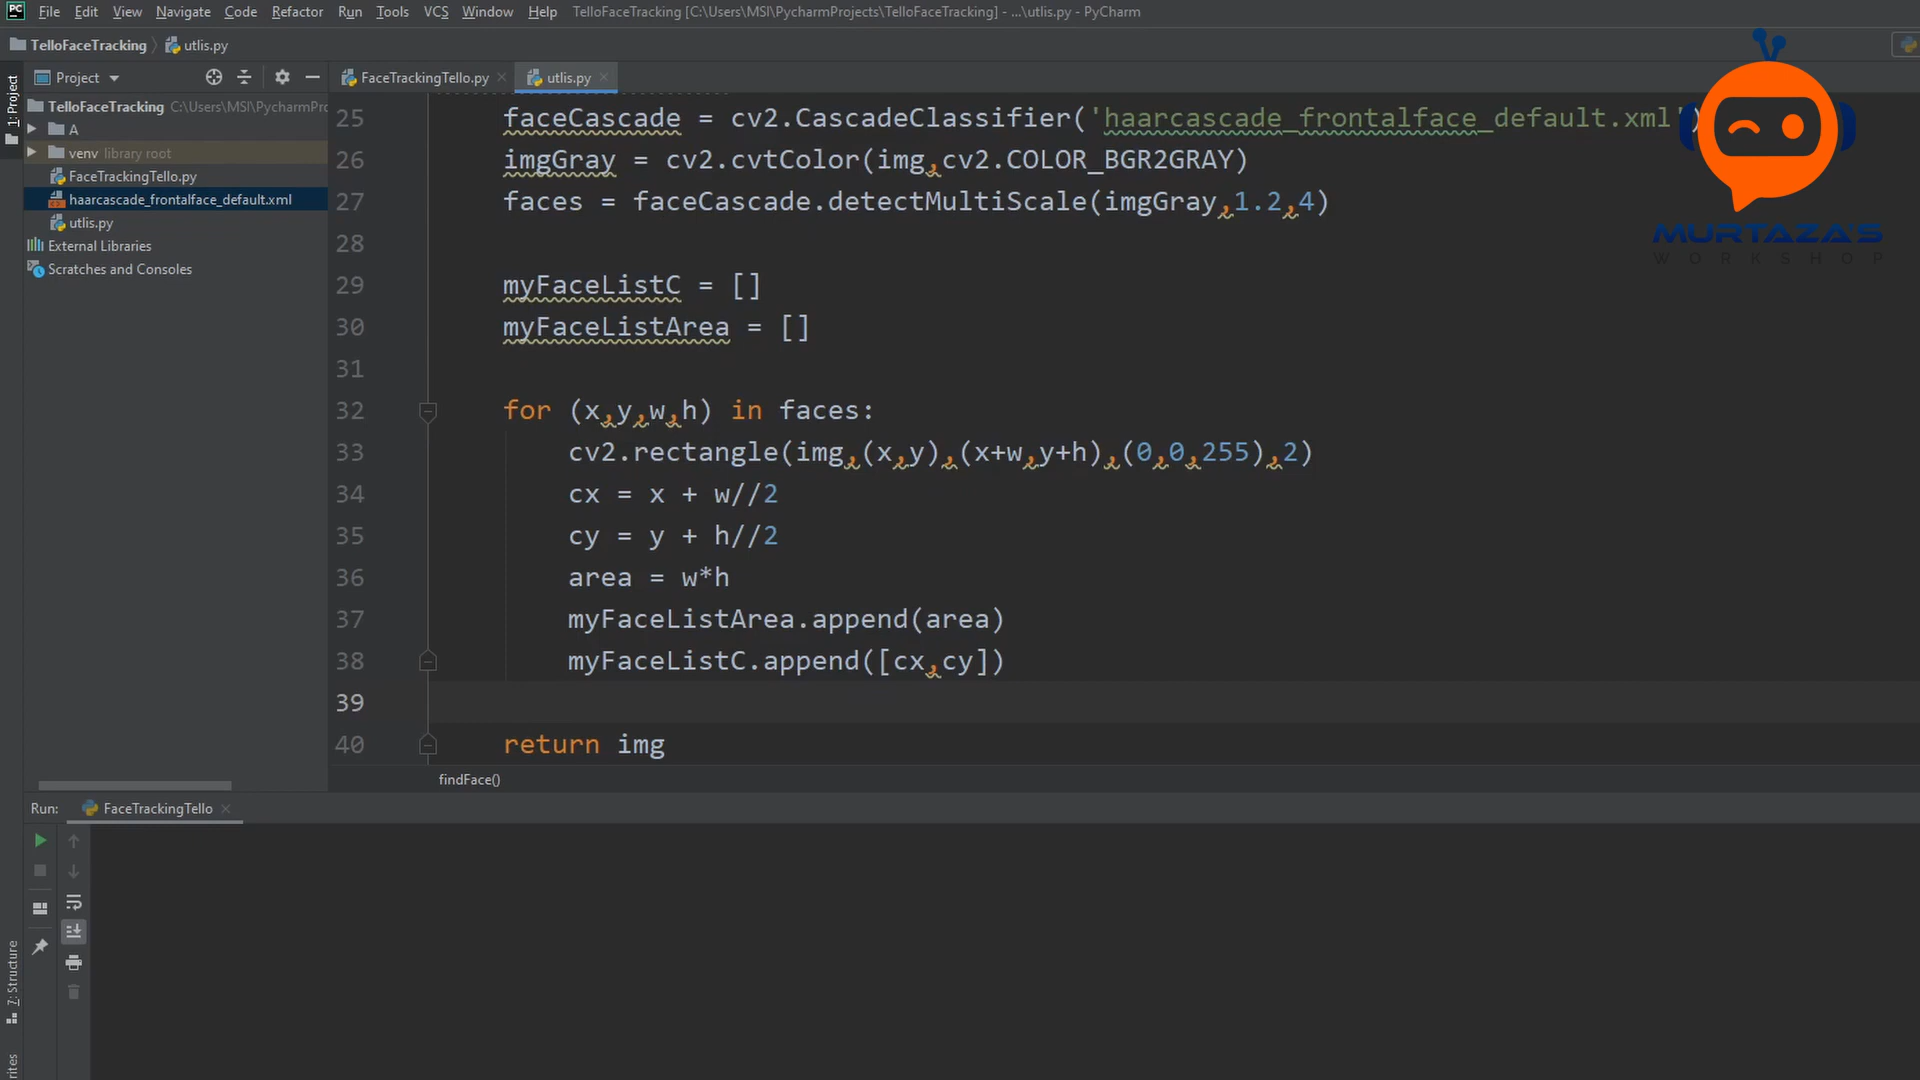 PC File Edit View Navigate Code Refactor Run Tools VCS Window Help TelloFaceTracking [C:\Users\MSI\PycharmProjects\TelloFaceTracking] - ...\utlis.py - PyCharm
TelloFaceTracking utlis.py
1: Project
Project
FaceTrackingTello.py utlis.py
TelloFaceTracking C:\Users\MSI\PycharmPrc
A
venv library root
FaceTrackingTello.py
haarcascade_frontalface_default.xml
utlis.py
External Libraries
Scratches and Consoles
25 faceCascade = cv2.CascadeClassifier('haarcascade_frontalface_default.xml')
26 imgGray = cv2.cvtColor(img,cv2.COLOR_BGR2GRAY)
27 faces = faceCascade.detectMultiScale(imgGray,1.2,4)
28
29 myFaceListC = []
30 myFaceListArea = []
31
32 for (x,y,w,h) in faces:
33 cv2.rectangle(img,(x,y),(x+w,y+h),(0,0,255),2)
34 cx = x + w//2
35 cy = y + h//2
36 area = w*h
37 myFaceListArea.append(area)
38 myFaceListC.append([cx,cy])
39
40 return img
findFace()
MURTAZA'S
WORKSHOP
Run: FaceTrackingTello
7: Structure
rites